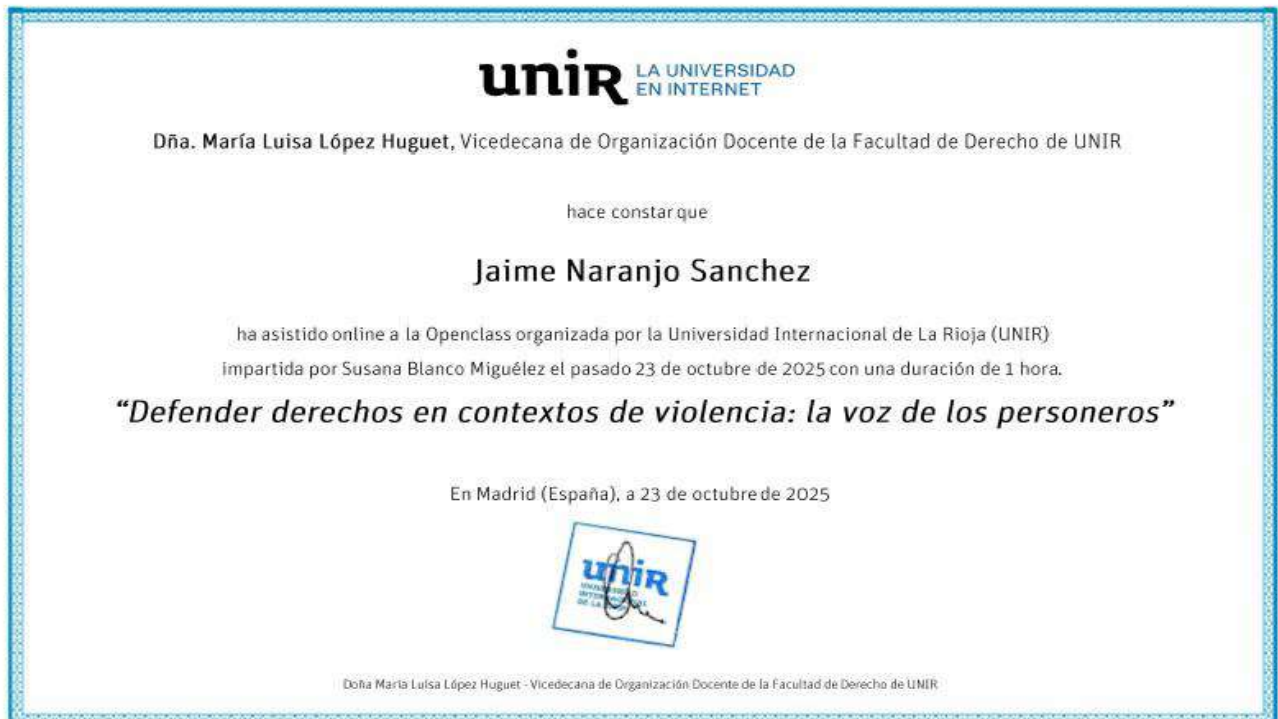 unir LA UNIVERSIDAD
EN INTERNET
Dña. María Luisa López Huguet, Vicedecana de Organización Docente de la Facultad de Derecho de UNIR
hace constar que
Jaime Naranjo Sanchez
ha asistido online a la Openclass organizada por la Universidad Internacional de La Rioja (UNIR)
impartida por Susana Blanco Miguélez el pasado 23 de octubre de 2025 con una duración de 1 hora.
“Defender derechos en contextos de violencia: la voz de los personeros”
En Madrid (España), a 23 de octubre de 2025
unir
DE LA
Doña María Luisa López Huguet - Vicedecana de Organización Docente de la Facultad de Derecho de UNIR